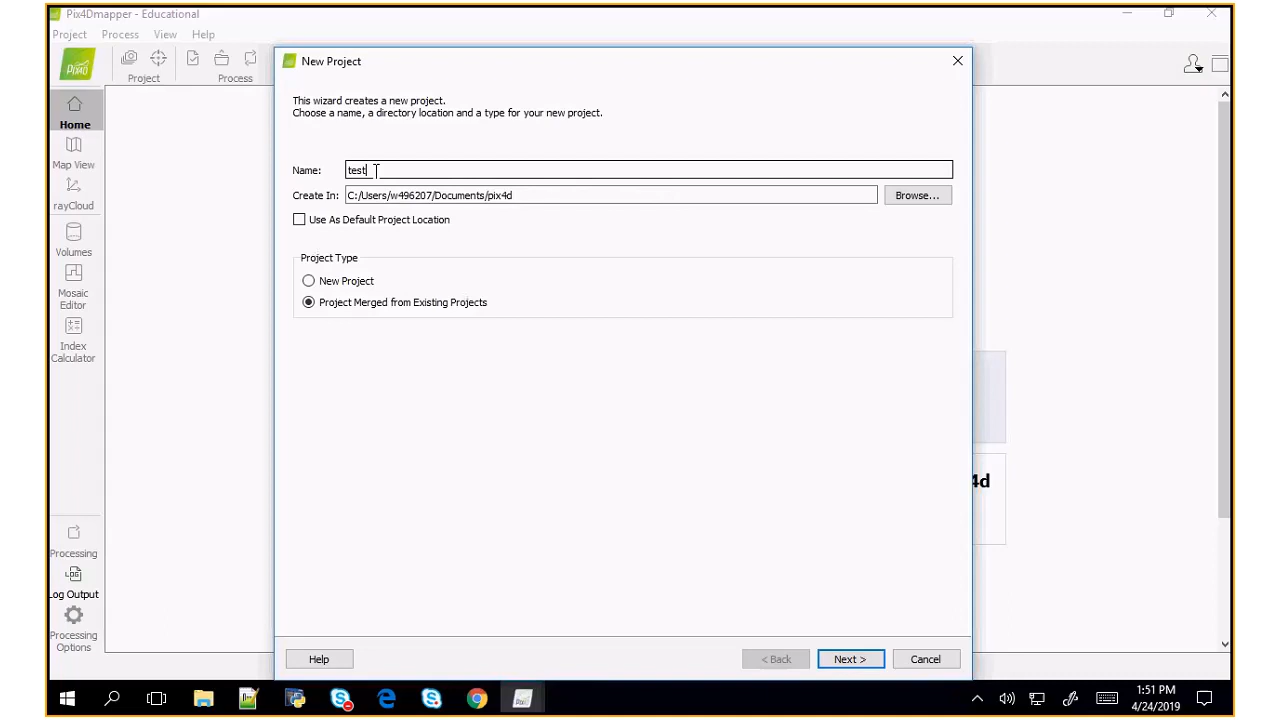 Pix4Dmapper - Educational
Project Process View Help
PIX4D
Project
Process
Home
Map View
rayCloud
Volumes
Mosaic
Editor
Index
Calculator
Processing
Log Output
Processing
Options
New Project
This wizard creates a new project.
Choose a name, a directory location and a type for your new project.
Name: test
Create In: C:/Users/w496207/Documents/pix4d Browse...
Use As Default Project Location
Project Type
New Project
Project Merged from Existing Projects
4d
Help < Back Next > Cancel
1:51 PM
4/24/2019